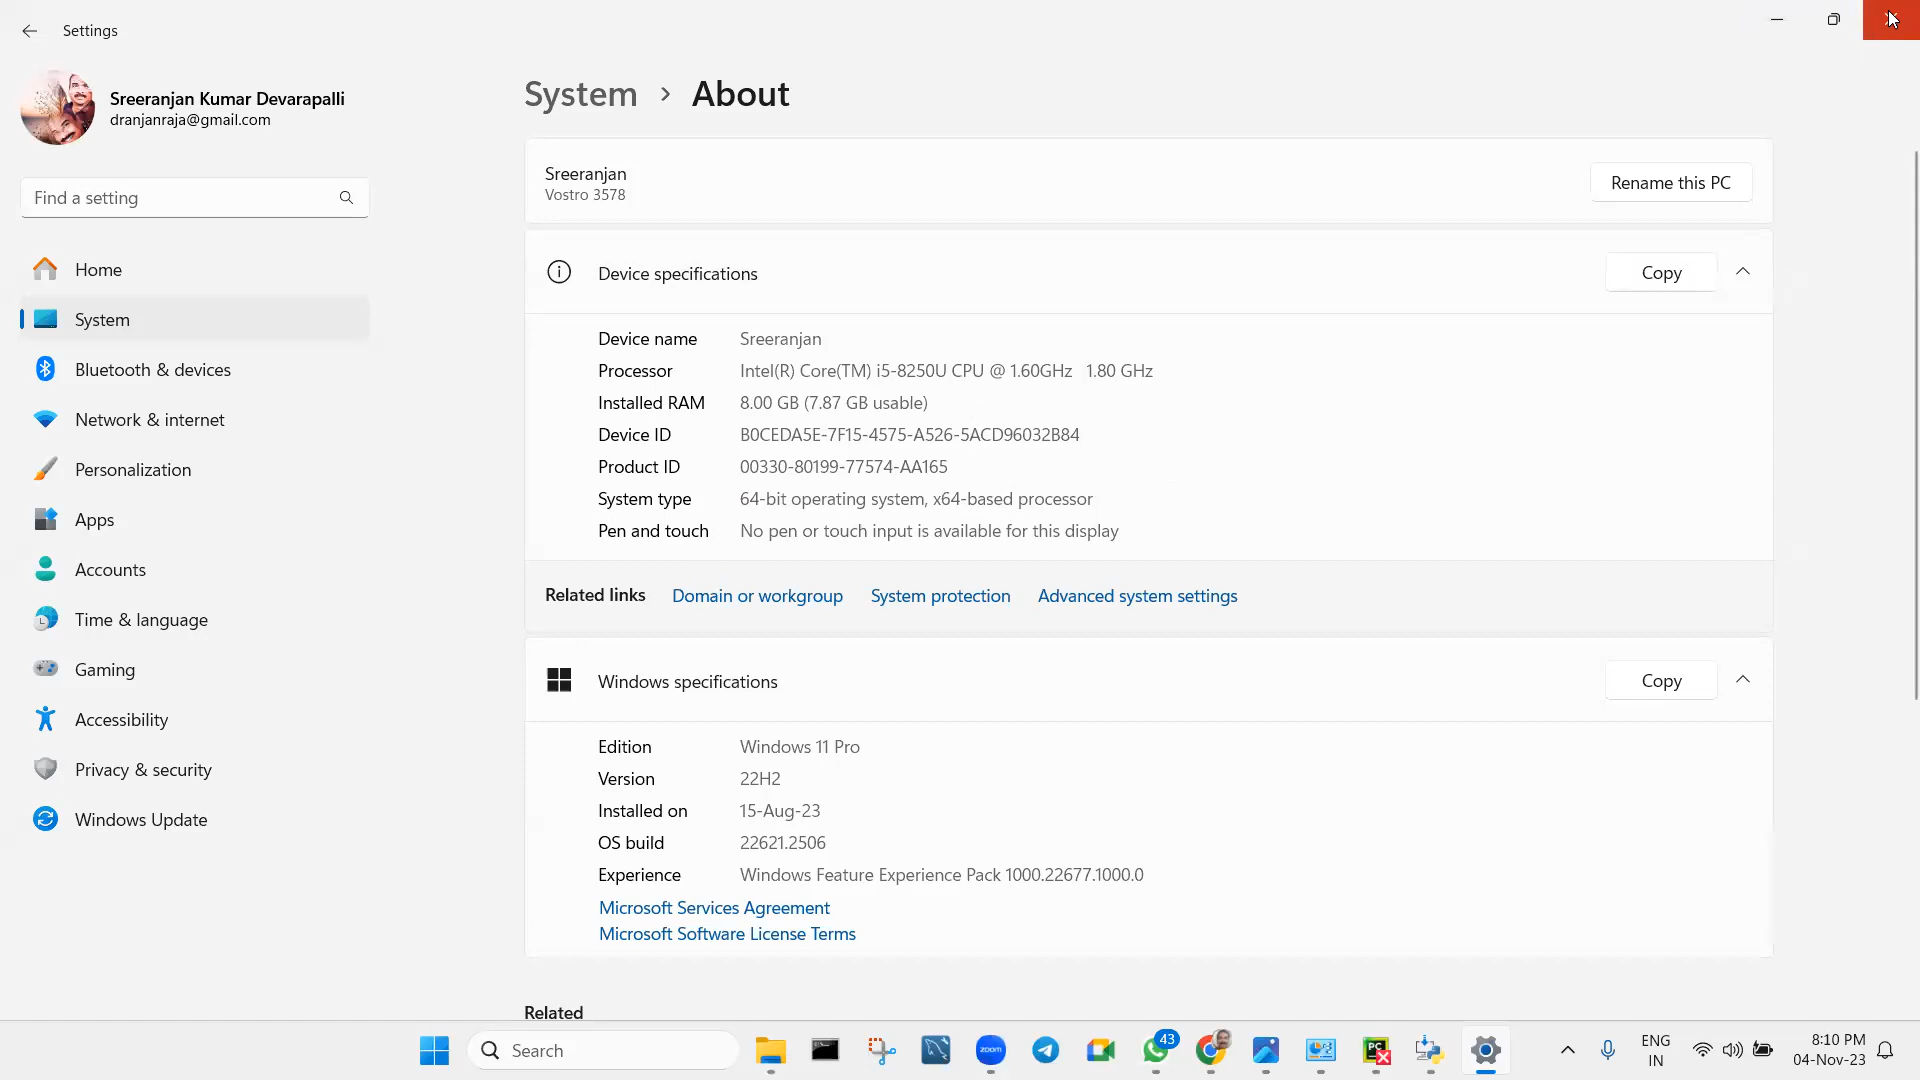 Settings
Sreeranjan Kumar Devarapalli
dranjanraja@gmail.com
Find a setting
Home
System
Bluetooth & devices
Network & internet
Personalization
Apps
Accounts
Time & language
Gaming
Accessibility
Privacy & security
Windows Update
System > About
Sreeranjan
Vostro 3578
Rename this PC
Device specifications
Copy
Device name Sreeranjan
Processor Intel(R) Core(TM) i5-8250U CPU @ 1.60GHz 1.80 GHz
Installed RAM 8.00 GB (7.87 GB usable)
Device ID B0CEDA5E-7F15-4575-A526-5ACD96032B84
Product ID 00330-80199-77574-AA165
System type 64-bit operating system, x64-based processor
Pen and touch No pen or touch input is available for this display
Related links Domain or workgroup System protection Advanced system settings
Windows specifications
Copy
Edition Windows 11 Pro
Version 22H2
Installed on 15-Aug-23
OS build 22621.2506
Experience Windows Feature Experience Pack 1000.22677.1000.0
Microsoft Services Agreement
Microsoft Software License Terms
Related
Search
zoom
43
PC
ENG
IN
8:10 PM
04-Nov-23